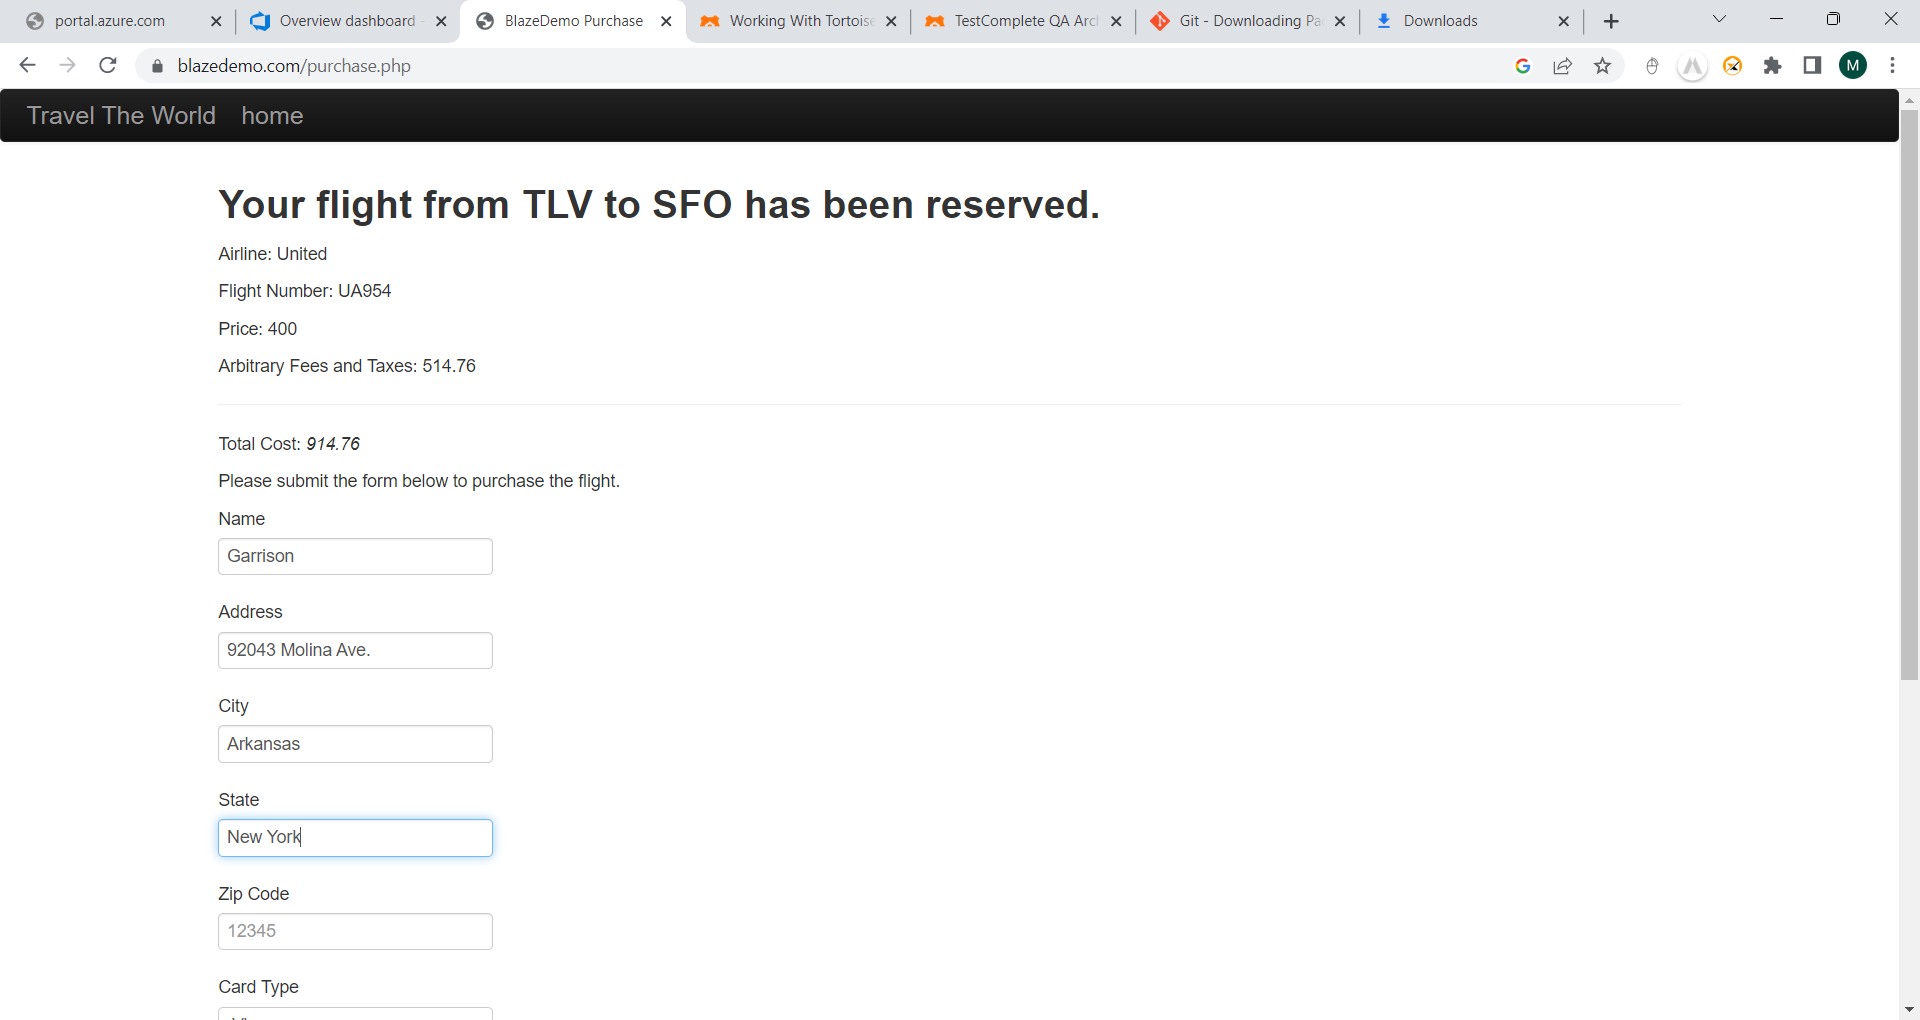 portal.azure.com
Overview dashboard
BlazeDemo Purchase
Working With Tortoise
TestComplete QA Arc
Git - Downloading Pa
Downloads
blazedemo.com/purchase.php
M
Travel The World home
Your flight from TLV to SFO has been reserved.
Airline: United
Flight Number: UA954
Price: 400
Arbitrary Fees and Taxes: 514.76
Total Cost: 914.76
Please submit the form below to purchase the flight.
Name
Garrison
Address
92043 Molina Ave.
City
Arkansas
State
New York
Zip Code
12345
Card Type